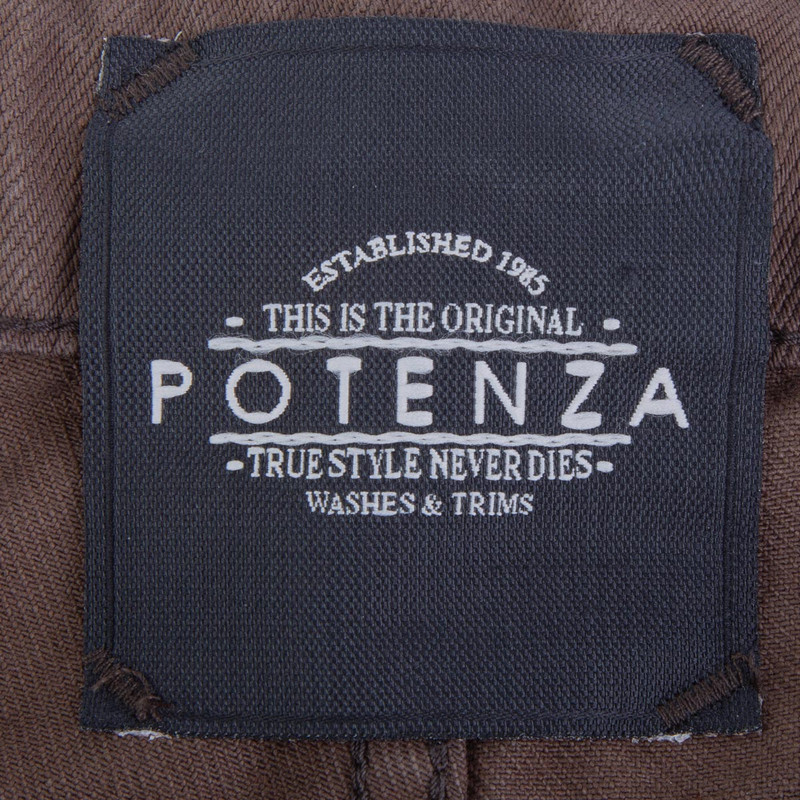 ESTABLISHED 1985
• THIS IS THE ORIGINAL •
POTENZA
•TRUE STYLE NEVER DIES•
WASHES & TRIMS